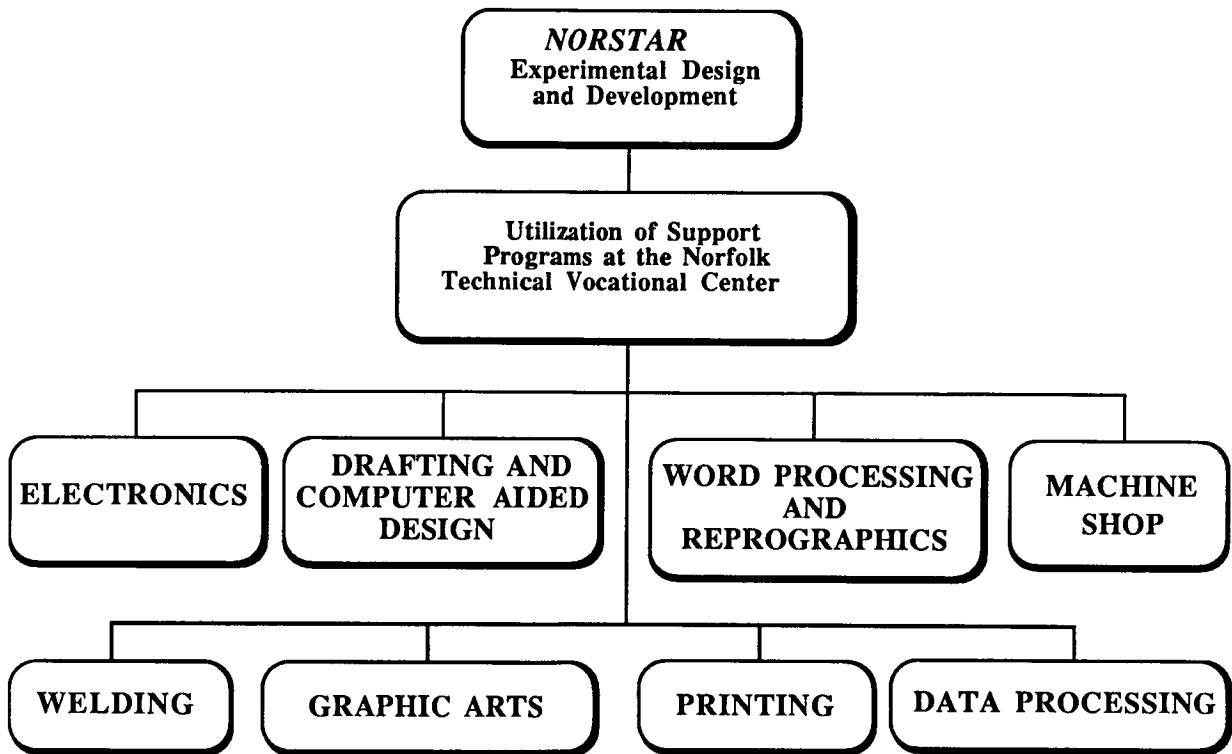 NORSTAR
Experimental Design
and Development
Utilization of Support
Programs at the Norfolk
Technical Vocational Center
ELECTRONICS
DRAFTING AND
COMPUTER AIDED
DESIGN
WORD PROCESSING
AND
REPROGRAPHICS
MACHINE
SHOP
WELDING
GRAPHIC ARTS
PRINTING
DATA PROCESSING